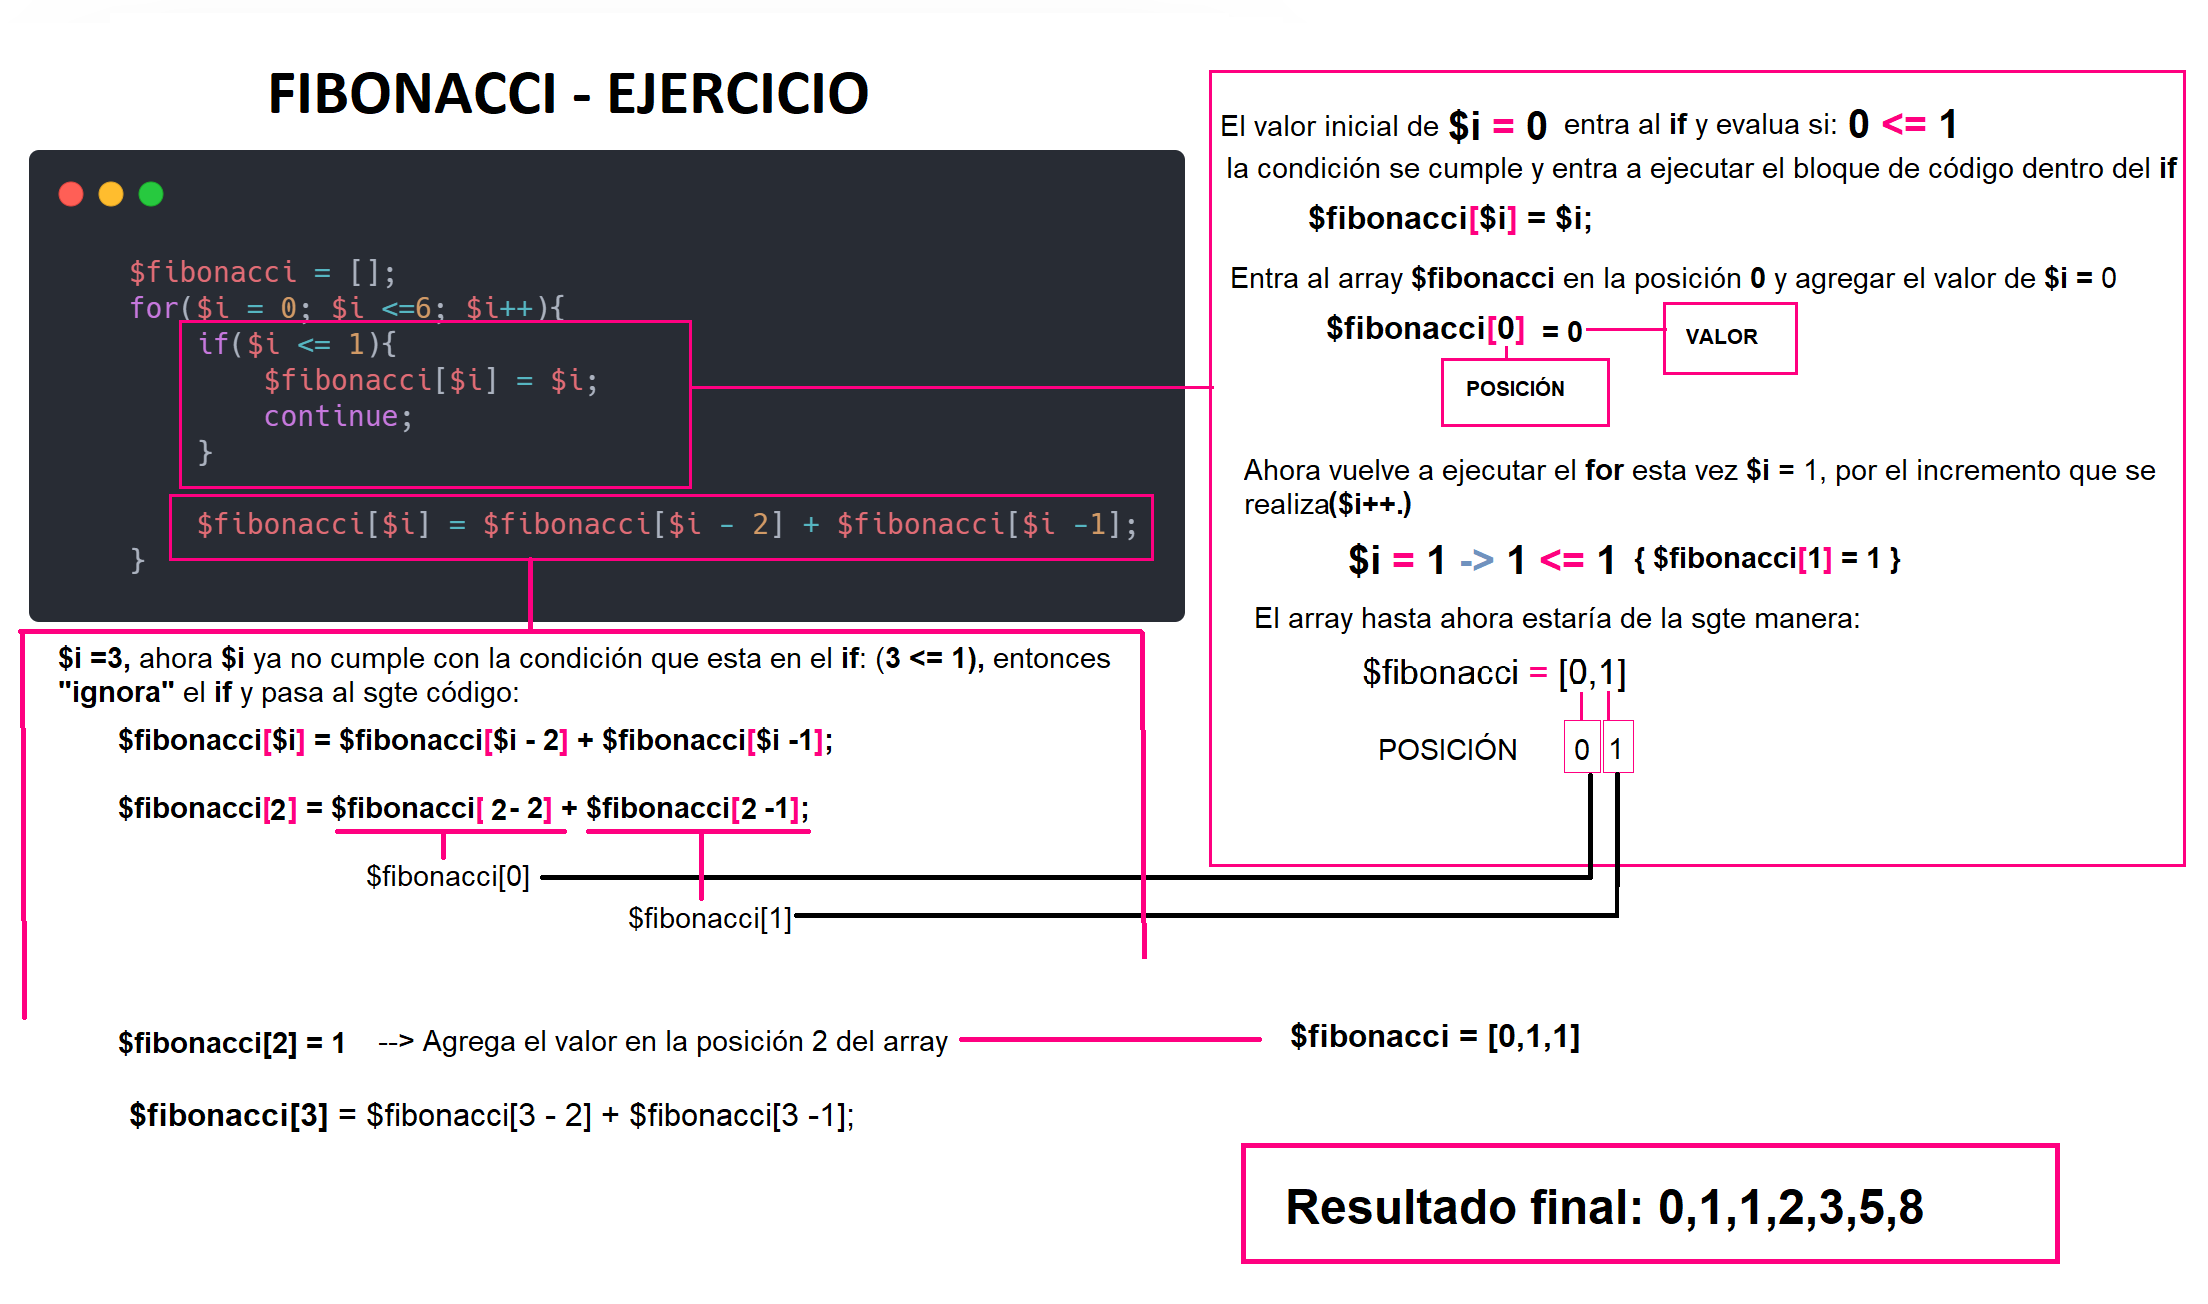 FIBONACCI - EJERCICIO
$fibonacci = [];
for($i = 0; $i <=6; $i++){
if($i <= 1){
$fibonacci[$i] = $i;
continue;
}
$fibonacci[$i] = $fibonacci[$i - 2] + $fibonacci[$i -1];
}
El valor inicial de $i = 0 entra al if y evalua si: 0 <= 1
la condición se cumple y entra a ejecutar el bloque de código dentro del if
$fibonacci[$i] = $i;
Entra al array $fibonacci en la posición 0 y agregar el valor de $i = 0
$fibonacci[0] = 0
VALOR
POSICIÓN
Ahora vuelve a ejecutar el for esta vez $i = 1, por el incremento que se
realiza($i++.)
$i = 1 -> 1 <= 1 { $fibonacci[1] = 1 }
El array hasta ahora estaría de la sgte manera:
$fibonacci = [0,1]
POSICIÓN 0 1
$i =3, ahora $i ya no cumple con la condición que esta en el if: (3 <= 1), entonces
"ignora" el if y pasa al sgte código:
$fibonacci[$i] = $fibonacci[$i - 2] + $fibonacci[$i -1];
$fibonacci[2] = $fibonacci[ 2 - 2] + $fibonacci[2 -1];
$fibonacci[0]
$fibonacci[1]
$fibonacci[2] = 1 --> Agrega el valor en la posición 2 del array
$fibonacci = [0,1,1]
$fibonacci[3] = $fibonacci[3 - 2] + $fibonacci[3 -1];
Resultado final: 0,1,1,2,3,5,8